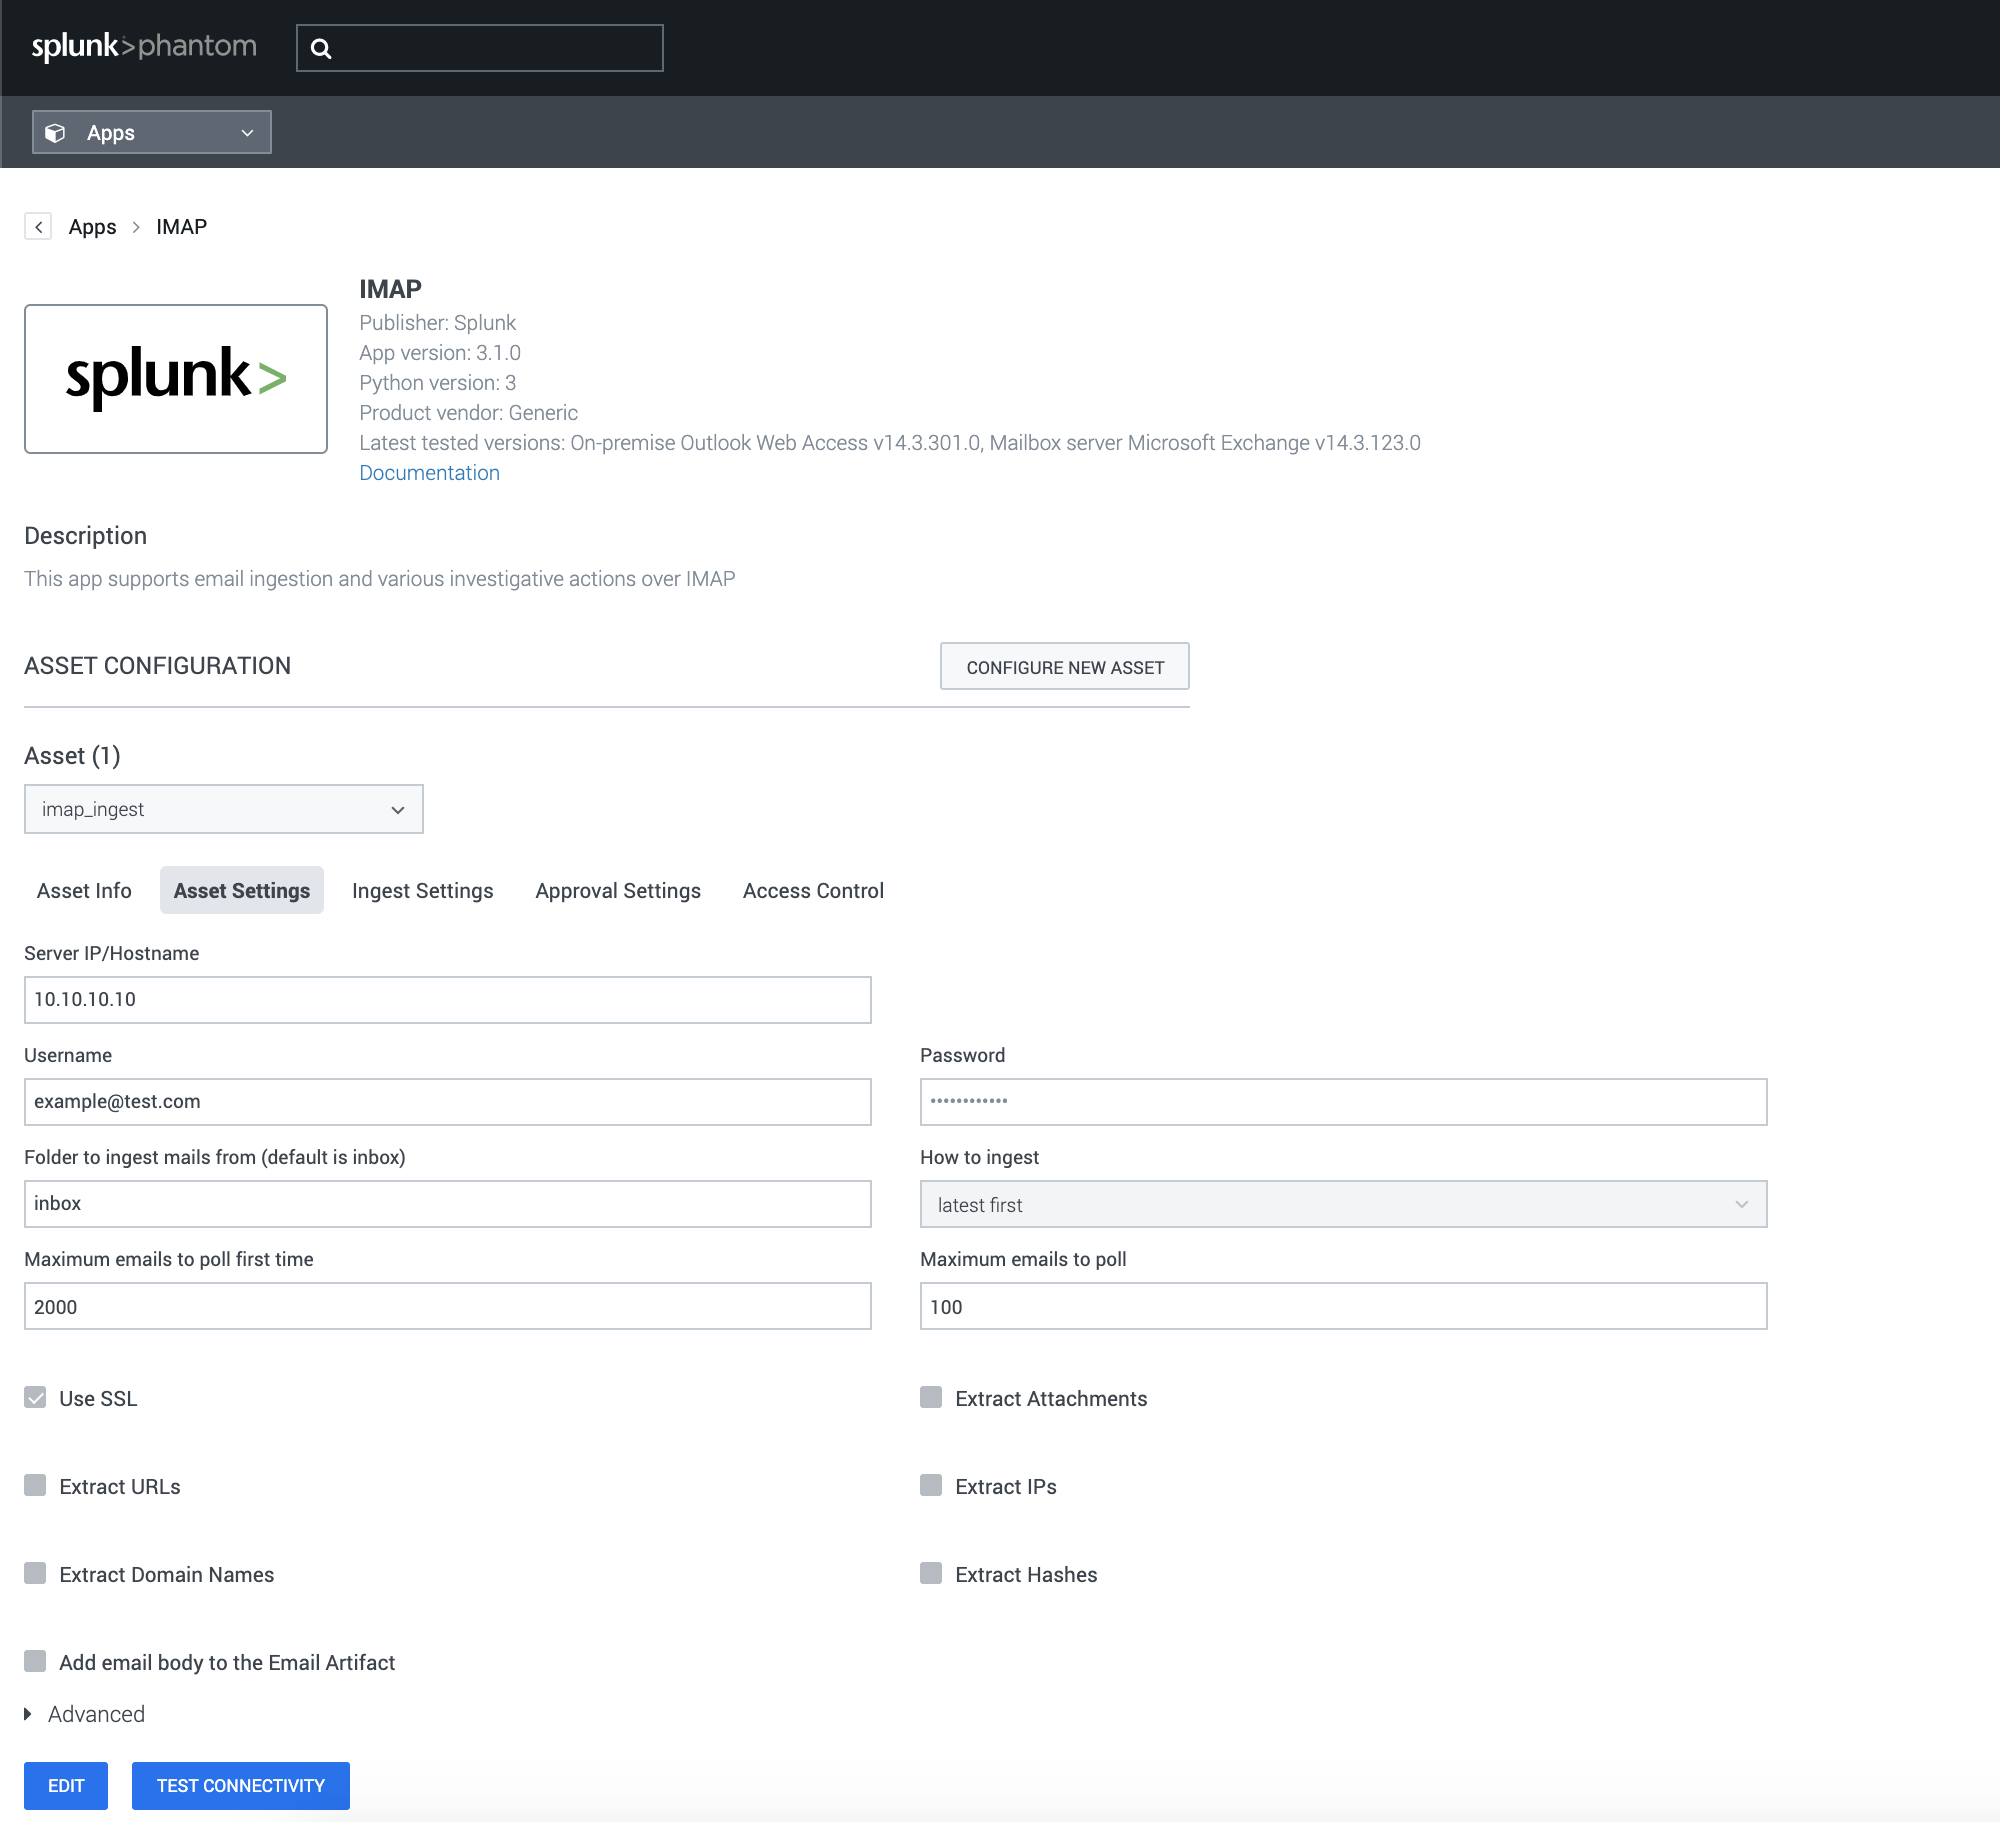 splunk>phantom
Apps
Apps > IMAP
splunk>
IMAP
Publisher: Splunk
App version: 3.1.0
Python version: 3
Product vendor: Generic
Latest tested versions: On-premise Outlook Web Access v14.3.301.0, Mailbox server Microsoft Exchange v14.3.123.0
Documentation
Description
This app supports email ingestion and various investigative actions over IMAP
ASSET CONFIGURATION
CONFIGURE NEW ASSET
Asset (1)
imap_ingest
Asset Info Asset Settings Ingest Settings Approval Settings Access Control
Server IP/Hostname
10.10.10.10
Username
Password
example@test.com
••••••••••••
Folder to ingest mails from (default is inbox)
How to ingest
inbox
latest first
Maximum emails to poll first time
Maximum emails to poll
2000
100
Use SSL
Extract Attachments
Extract URLs
Extract IPs
Extract Domain Names
Extract Hashes
Add email body to the Email Artifact
Advanced
EDIT
TEST CONNECTIVITY